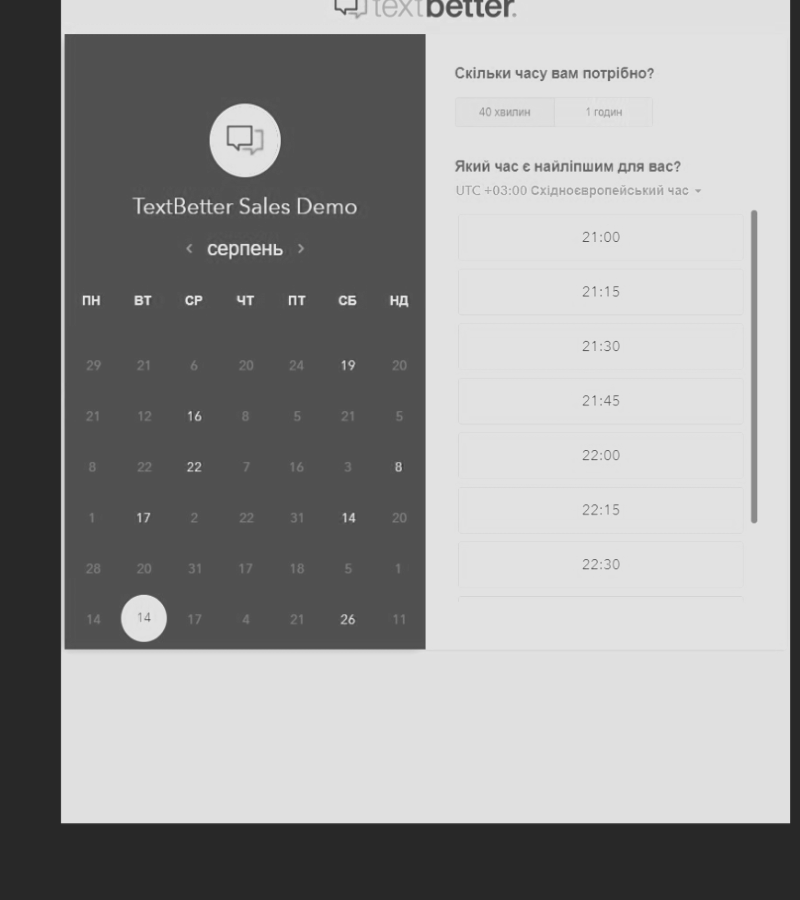 textbetter.
TextBetter Sales Demo
‹ серпень ›
ПН ВТ СР ЧТ ПТ СБ НД
29 21 6 20 24 19 20
21 12 16 8 5 21 5
8 22 22 7 16 3 8
1 17 2 22 31 14 20
28 20 31 17 18 5 1
14 14 17 4 21 26 11
Скільки часу вам потрібно?
40 хвилин 1 годин
Який час є найліпшим для вас?
UTC +03:00 Східноєвропейський час
21:00
21:15
21:30
21:45
22:00
22:15
22:30